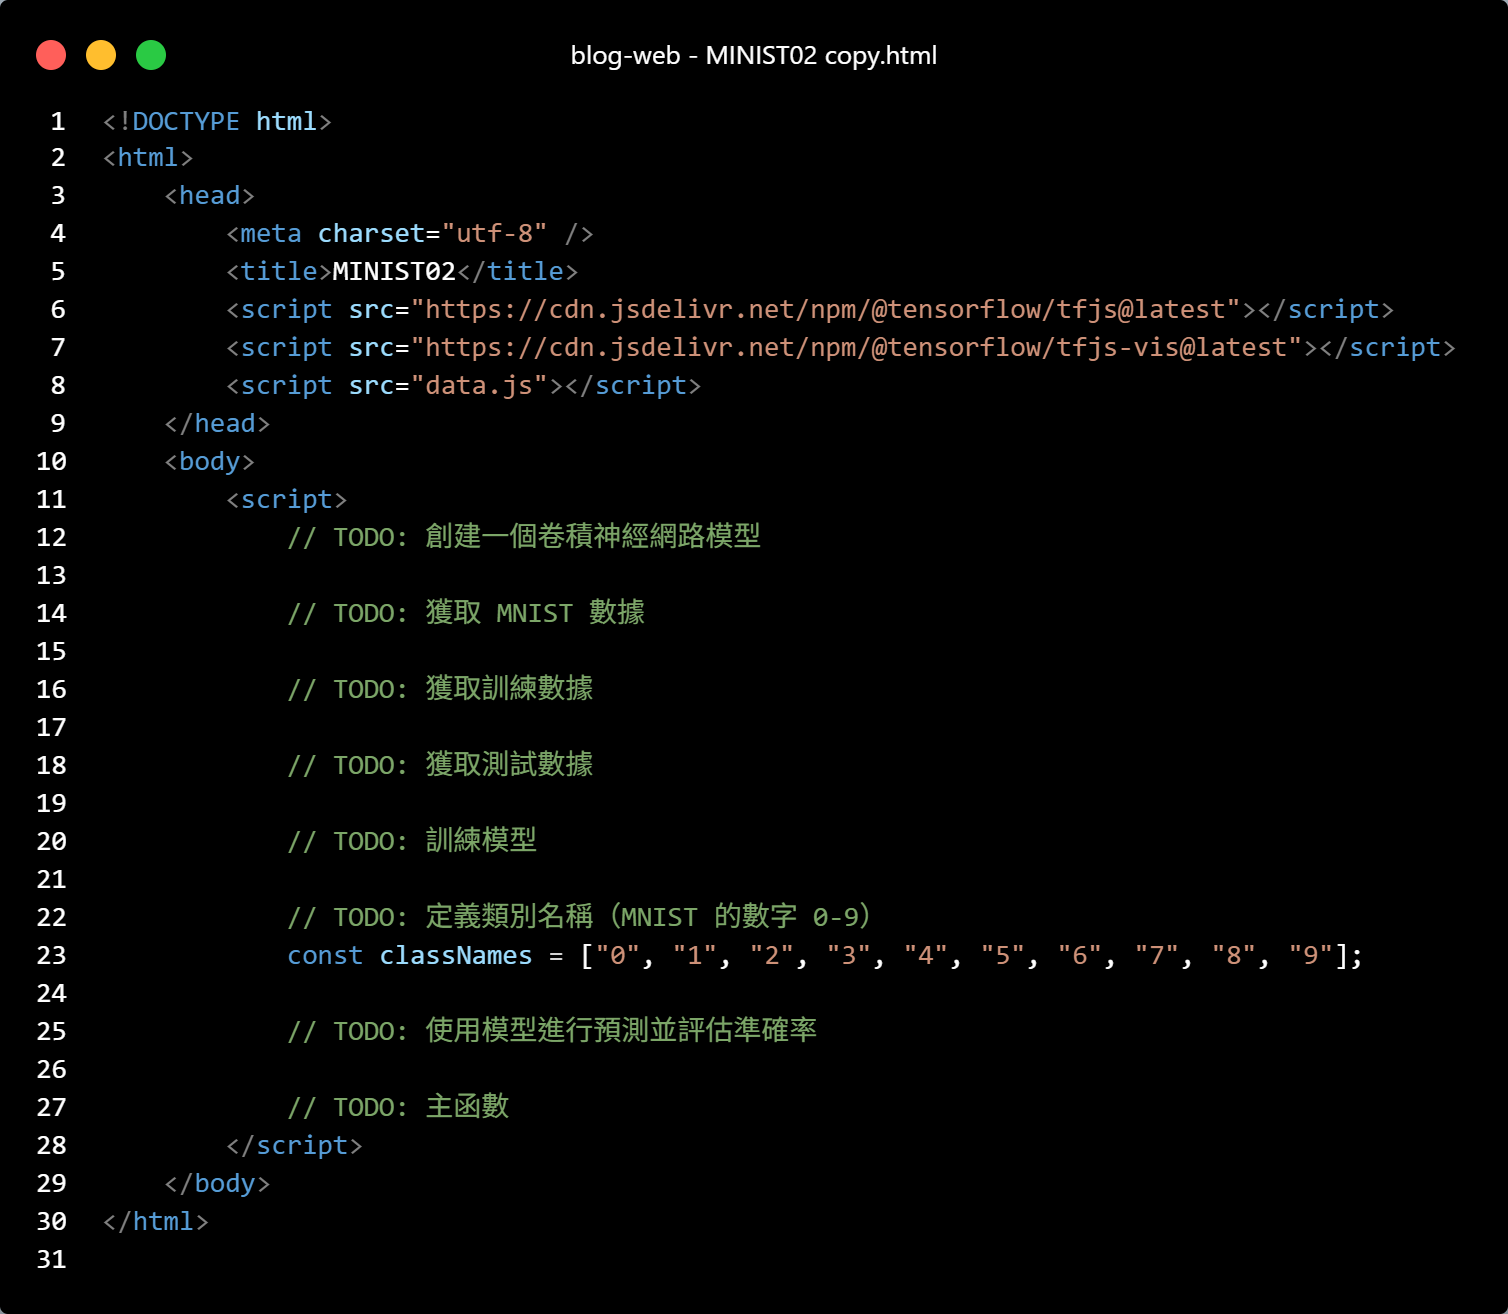 blog-web - MINIST02 copy.html
1 <!DOCTYPE html>
2 <html>
3     <head>
4         <meta charset="utf-8" />
5         <title>MINIST02</title>
6         <script src="https://cdn.jsdelivr.net/npm/@tensorflow/tfjs@latest"></script>
7         <script src="https://cdn.jsdelivr.net/npm/@tensorflow/tfjs-vis@latest"></script>
8         <script src="data.js"></script>
9     </head>
10     <body>
11         <script>
12             // TODO: 創建一個卷積神經網路模型
13
14             // TODO: 獲取 MNIST 數據
15
16             // TODO: 獲取訓練數據
17
18             // TODO: 獲取測試數據
19
20             // TODO: 訓練模型
21
22             // TODO: 定義類別名稱（MNIST 的數字 0-9）
23             const classNames = ["0", "1", "2", "3", "4", "5", "6", "7", "8", "9"];
24
25             // TODO: 使用模型進行預測並評估準確率
26
27             // TODO: 主函數
28         </script>
29     </body>
30 </html>
31